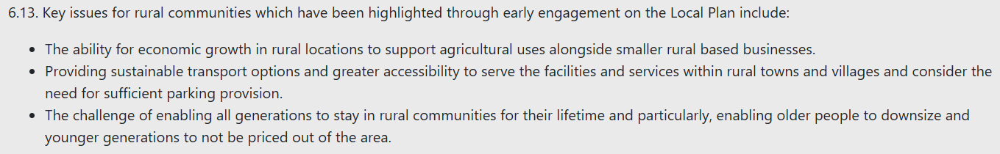 6.13. Key issues for rural communities which have been highlighted through early engagement on the Local Plan include:
• The ability for economic growth in rural locations to support agricultural uses alongside smaller rural based businesses.
• Providing sustainable transport options and greater accessibility to serve the facilities and services within rural towns and villages and consider the
need for sufficient parking provision.
• The challenge of enabling all generations to stay in rural communities for their lifetime and particularly, enabling older people to downsize and
younger generations to not be priced out of the area.